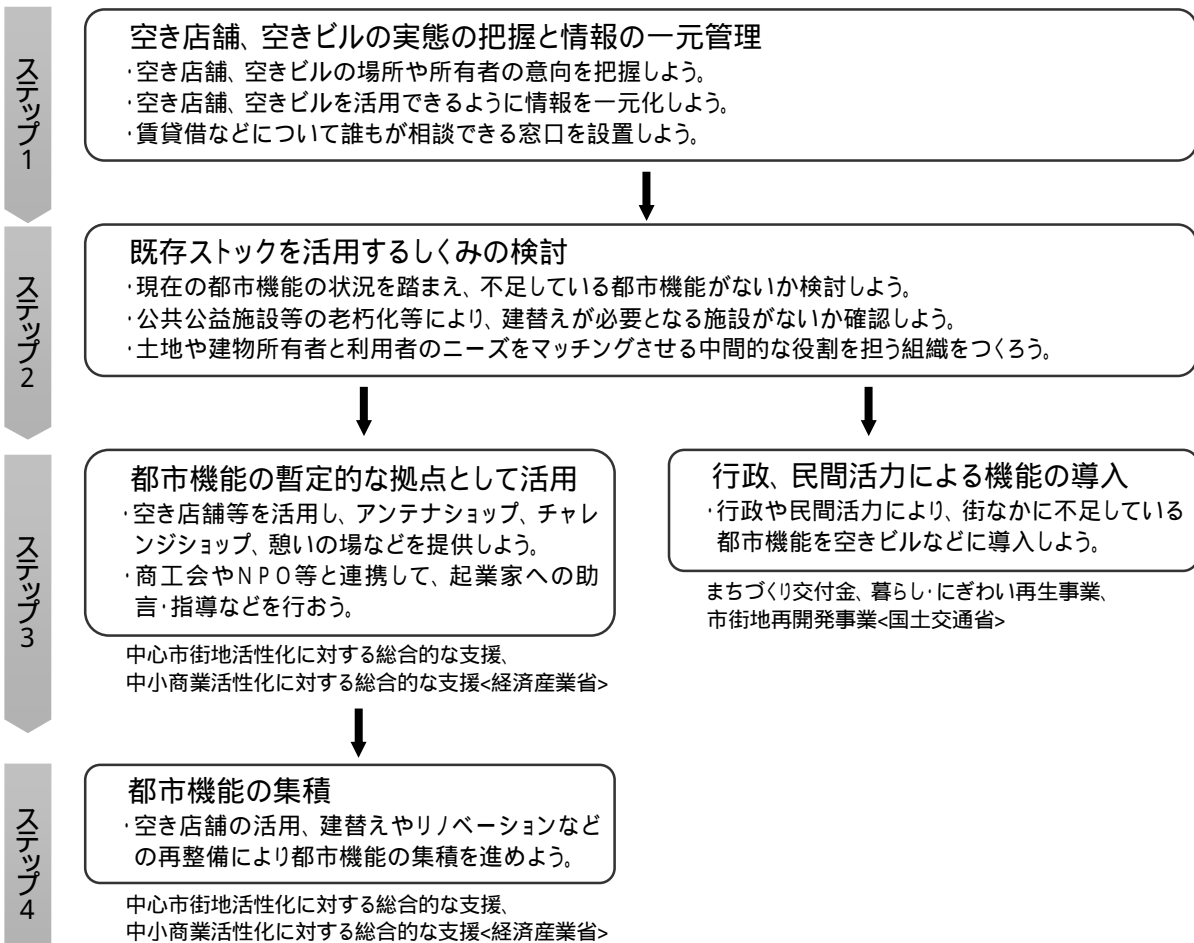 ステップ1
空き店舗、空きビルの実態の把握と情報の一元管理
・空き店舗、空きビルの場所や所有者の意向を把握しよう。
・空き店舗、空きビルを活用できるように情報を一元化しよう。
・賃貸借などについて誰もが相談できる窓口を設置しよう。
ステップ2
既存ストックを活用するしくみの検討
・現在の都市機能の状況を踏まえ、不足している都市機能がないか検討しよう。
・公共公益施設等の老朽化等により、建替えが必要となる施設がないか確認しよう。
・土地や建物所有者と利用者のニーズをマッチングさせる中間的な役割を担う組織をつくろう。
ステップ3
都市機能の暫定的な拠点として活用
・空き店舗等を活用し、アンテナショップ、チャレ
ンジショップ、憩いの場などを提供しよう。
・商工会やNPO等と連携して、起業家への助
言・指導などを行おう。
中心市街地活性化に対する総合的な支援、
中小商業活性化に対する総合的な支援<経済産業省>
行政、民間活力による機能の導入
・行政や民間活力により、街なかに不足している
都市機能を空きビルなどに導入しよう。
まちづくり交付金、暮らし・にぎわい再生事業、
市街地再開発事業<国土交通省>
ステップ4
都市機能の集積
・空き店舗の活用、建替えやリノベーションなど
の再整備により都市機能の集積を進めよう。
中心市街地活性化に対する総合的な支援、
中小商業活性化に対する総合的な支援<経済産業省>